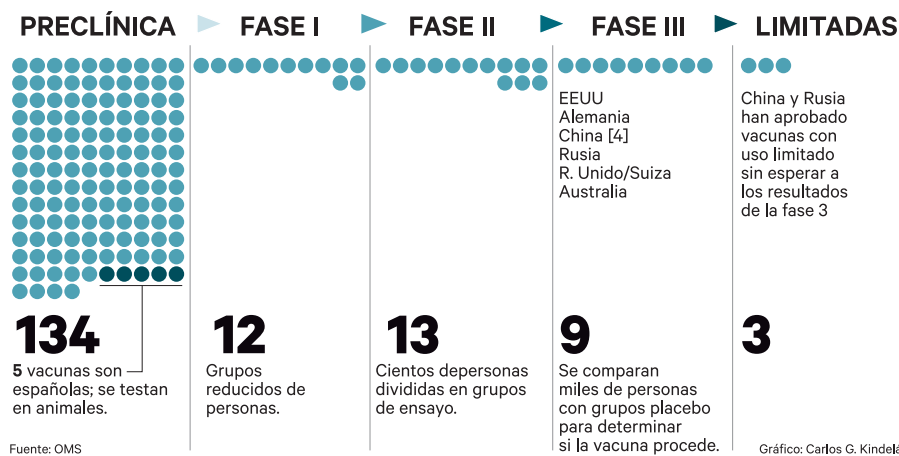 PRECLÍNICA
FASE I
FASE II
FASE III
LIMITADAS
EEUU
Alemania
China [4]
Rusia
R. Unido/Suiza
Australia
China y Rusia
han aprobado
vacunas con
uso limitado
sin esperar a
los resultados
de la fase 3
134
5 vacunas son
españolas; se testan
en animales.
12
Grupos
reducidos de
personas.
13
Cientos depersonas
divididas en grupos
de ensayo.
9
Se comparan
miles de personas
con grupos placebo
para determinar
si la vacuna procede.
3
Fuente: OMS
Gráfico: Carlos G. Kindelá